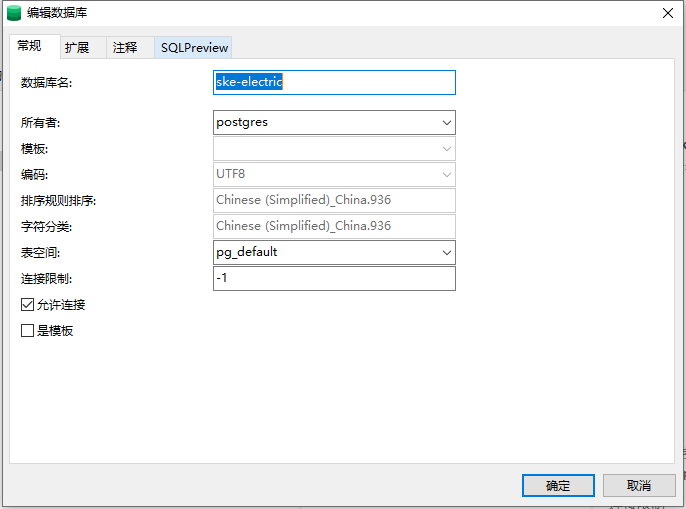 编辑数据库
常规 扩展 注释 SQLPreview
数据库名: ske-electric
所有者: postgres
模板:
编码: UTF8
排序规则排序: Chinese (Simplified)_China.936
字符分类: Chinese (Simplified)_China.936
表空间: pg_default
连接限制: -1
允许连接
是模板
确定 取消